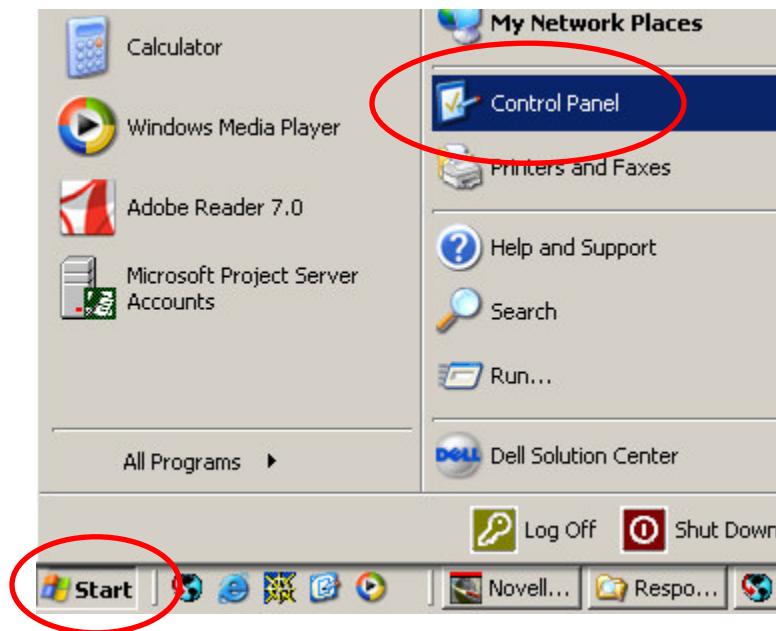 Calculator
Windows Media Player
Adobe Reader 7.0
Microsoft Project Server
Accounts
All Programs
My Network Places
Control Panel
Printers and Faxes
Help and Support
Search
Run...
DELL Dell Solution Center
Log Off Shut Down
Start Novell... Respo...